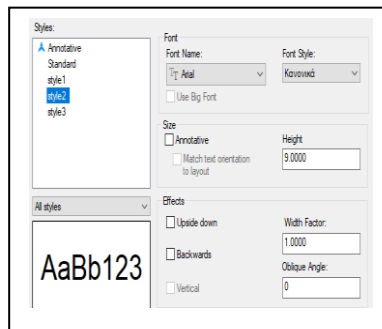 Styles:
Annotative
Standard
style1
style2
style3
All styles
AaBb123
Font
Font Name:
Font Style:
Arial
Κανονικά
Use Big Font
Size
Annotative
Height
Match text orientation
to layout
9.0000
Effects
Upside down
Width Factor:
1.0000
Backwards
Oblique Angle:
Vertical
0